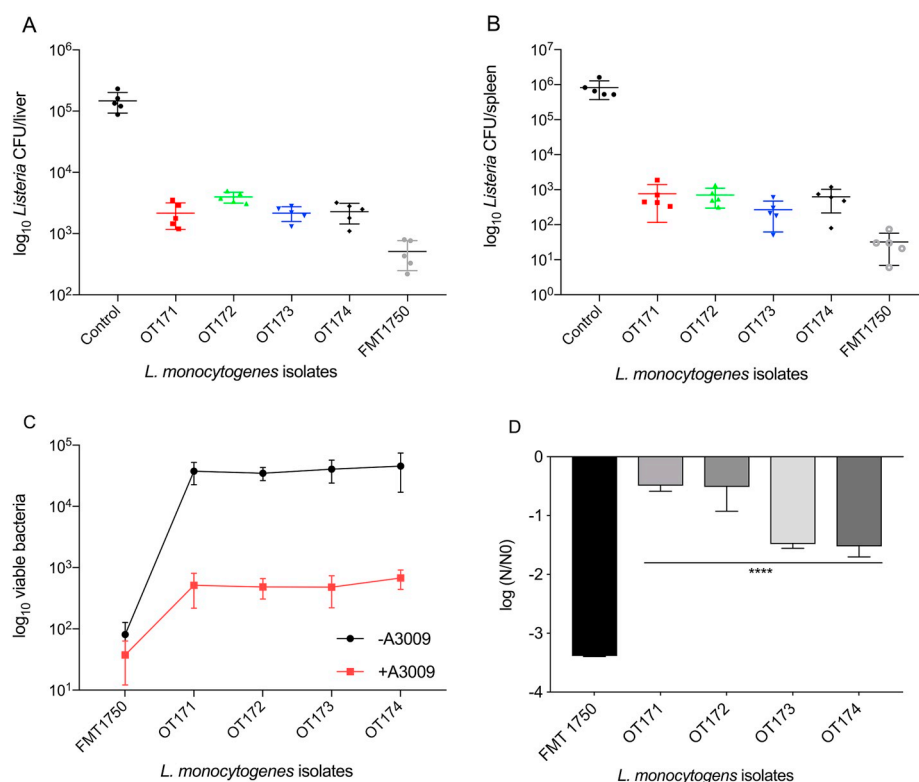 A
log10 Listeria CFU/liver
10^6
10^5
10^4
10^3
10^2
Control
OT171
OT172
OT173
OT174
FMT1750
L. monocytogenes isolates
B
log10 Listeria CFU/spleen
10^7
10^6
10^5
10^4
10^3
10^2
10^1
10^0
Control
OT171
OT172
OT173
OT174
FMT1750
L. monocytogenes isolates
C
log10 viable bacteria
10^5
10^4
10^3
10^2
10^1
-A3009
+A3009
FMT1750
OT171
OT172
OT173
OT174
L. monocytogenes isolates
D
log (N/N0)
0
-1
-2
-3
-4
****
FMT 1750
OT171
OT172
OT173
OT174
L. monocytogens isolates